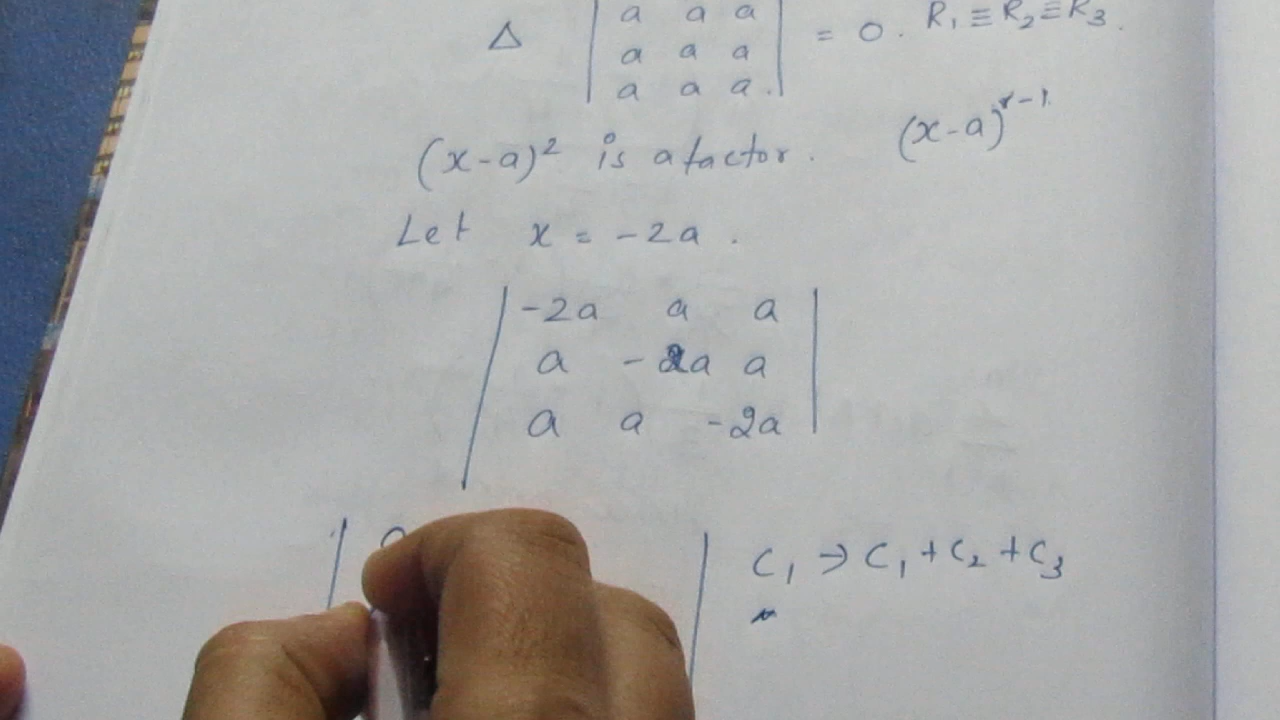 a a a
Δ a a a = 0. R₁ ≡ R₂ ≡ R₃.
a a a.
(x-a)² is a factor. (x-a)ʳ⁻¹
Let x = -2a.
-2a a a
a -2a a
a a -2a
C₁ → C₁ + C₂ + C₃